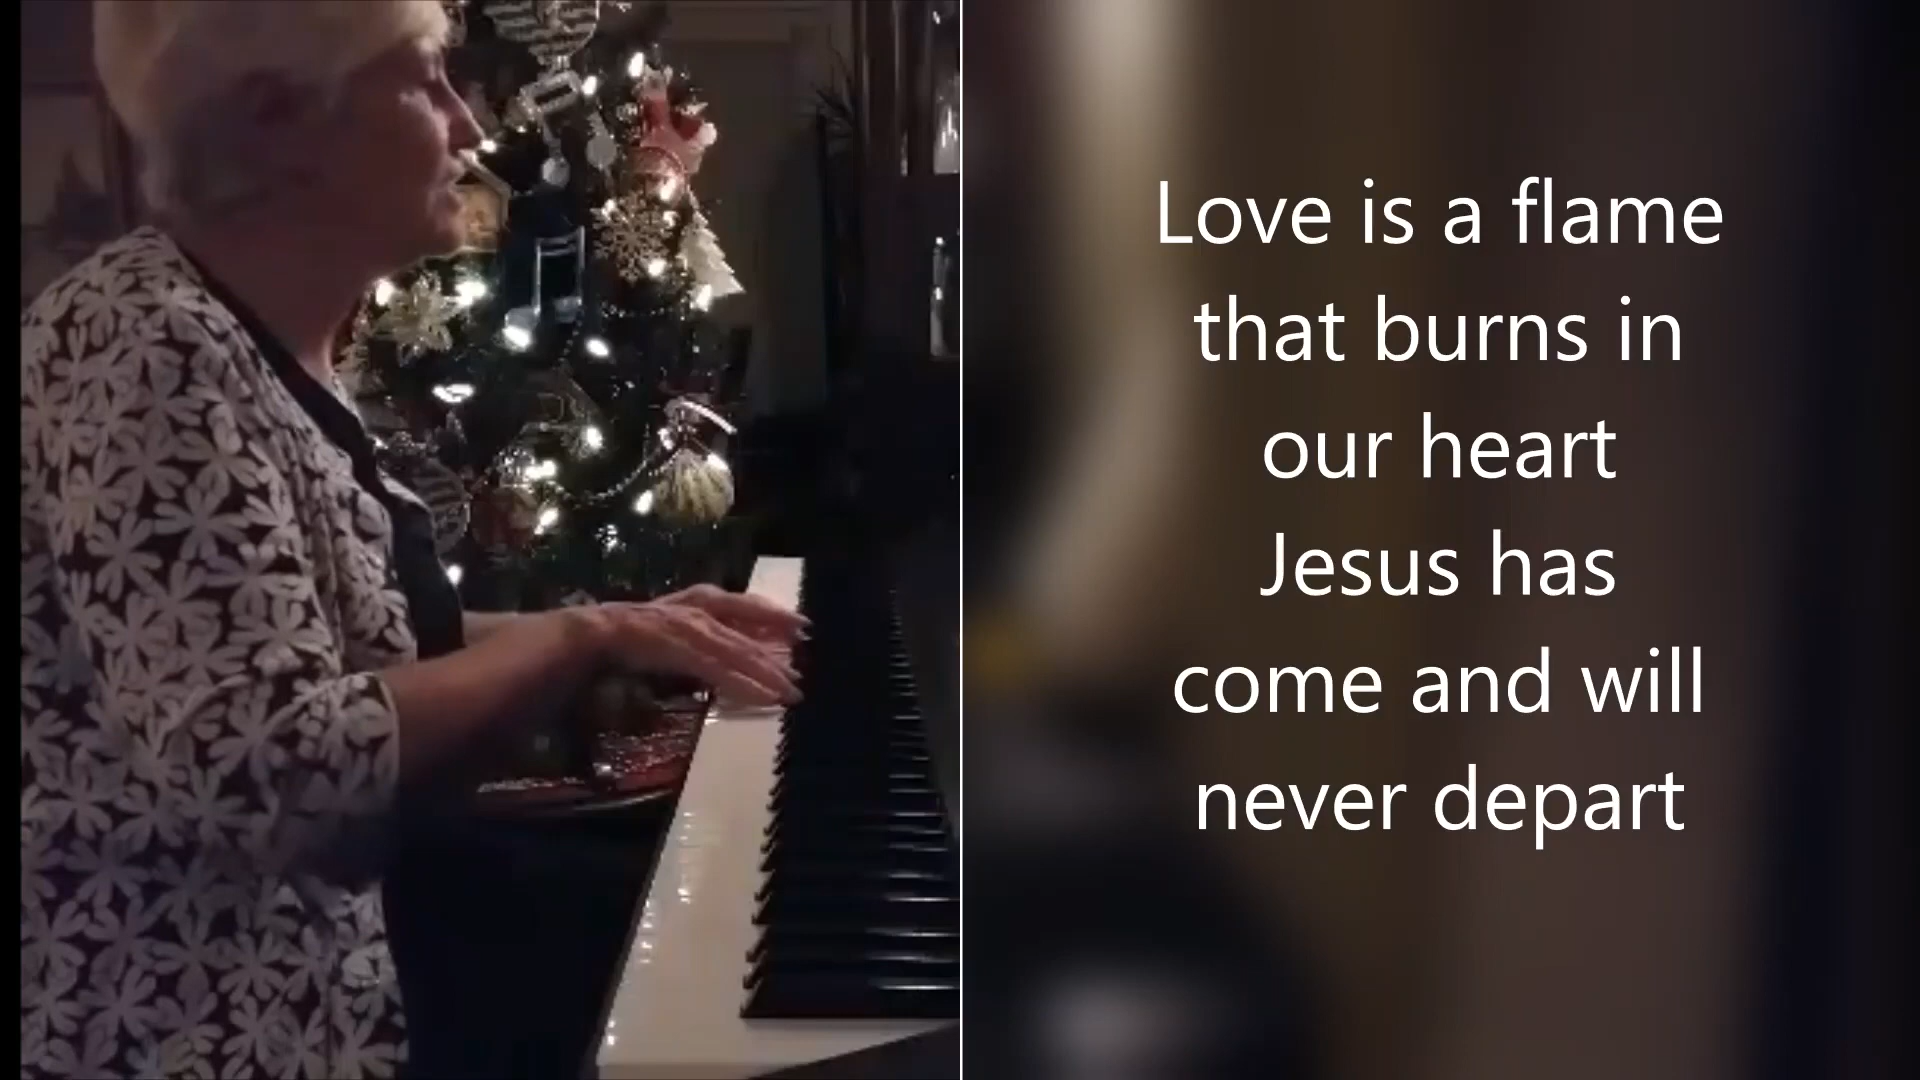 Love is a flame
that burns in
our heart
Jesus has
come and will
never depart